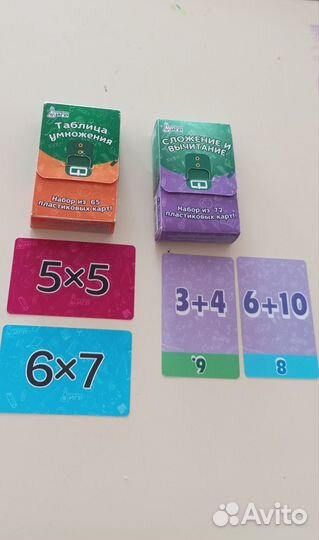 ИГРИ
Таблица
умножения
Набор из 65
пластиковых карт!
Сложение и
вычитание
Набор из 72
пластиковых карт!
5×5
6×7
3+4
9.
6+10
8
Avito